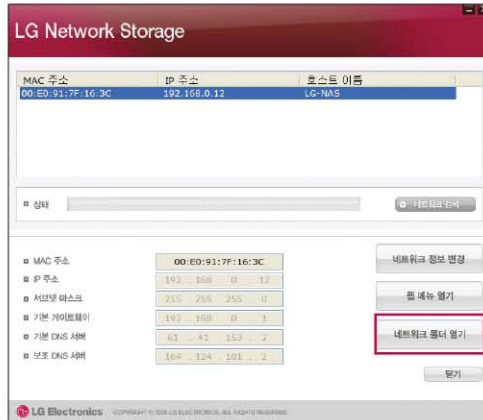 LG Network Storage
MAC 주소 IP 주소 호스트 이름
00:E0:91:7F:16:3C 192.168.0.12 LG-NAS
상태 네트워크 검색
MAC 주소 00:E0:91:7F:16:3C
IP 주소 192 . 168 . 0 . 12
서브넷 마스크 255 . 255 . 255 . 0
기본 게이트웨이 192 . 168 . 0 . 1
기본 DNS 서버 61 . 41 . 153 . 2
보조 DNS 서버 164 . 124 . 101 . 2
네트워크 정보 변경
웹 메뉴 열기
네트워크 폴더 열기
닫기
LG Electronics COPYRIGHT © LG ELECTRONICS. ALL RIGHTS RESERVED.